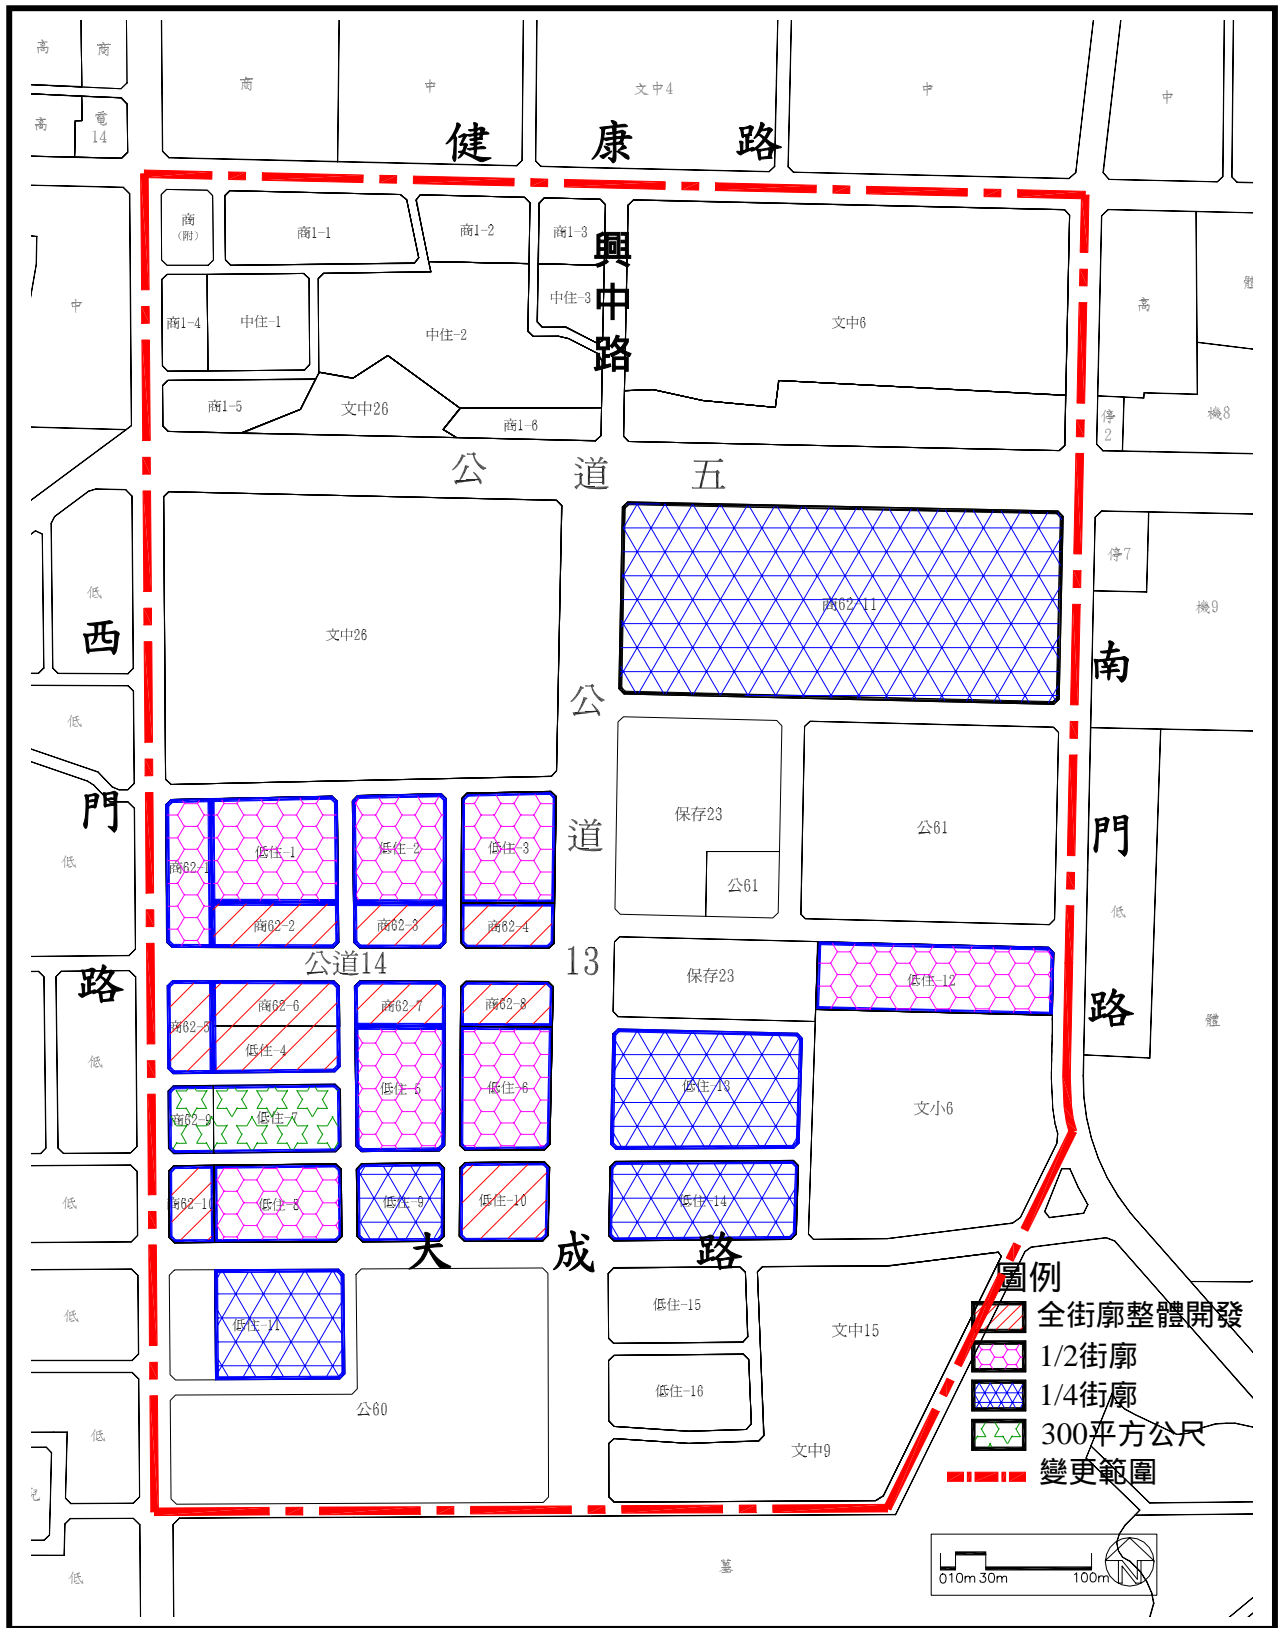 高
商
商
中
文中4
中
中
高
電
14
健康路
商
(附)
商1-1
商1-2
商1-3
興中路
中
商1-4
中住-1
中住-2
中住-3
文中6
高
體
商1-5
文中26
商1-6
停
2
機8
公道五
低
文中26
商62-11
停7
機9
西門路
南門路
公道13
低
低
商62-1
低住-1
低住-2
低住-3
保存23
公61
公61
低
商62-2
商62-3
商62-4
公道14
保存23
低住-12
商62-5
商62-6
商62-7
商62-8
低住-4
低
低住-5
低住-6
低住-13
文小6
體
商62-9
低住-7
低
商62-10
低住-8
低住-9
低住-10
低住-14
大成路
低
低住-11
低住-15
文中15
低住-16
公60
文中9
低
兒
低
墓
圖例
全街廓整體開發
1/2街廓
1/4街廓
300平方公尺
變更範圍
010m 30m 100m
N